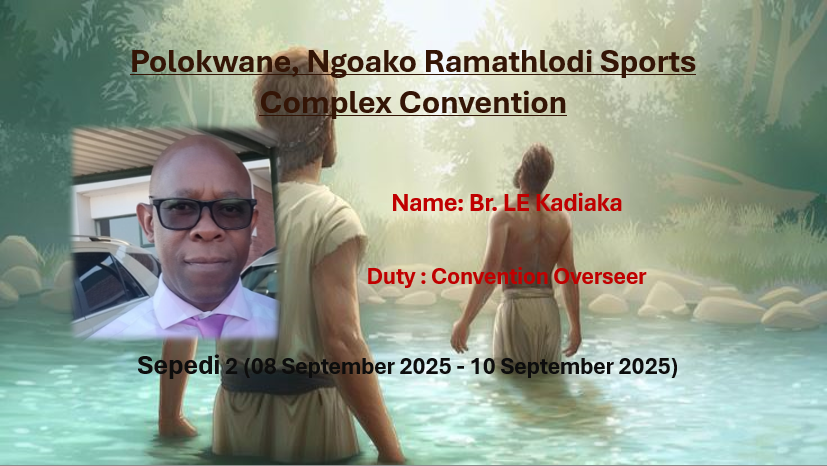 Polokwane, Ngoako Ramathlodi Sports
Complex Convention
Name: Br. LE Kadiaka
Duty : Convention Overseer
Sepedi 2 (08 September 2025 - 10 September 2025)